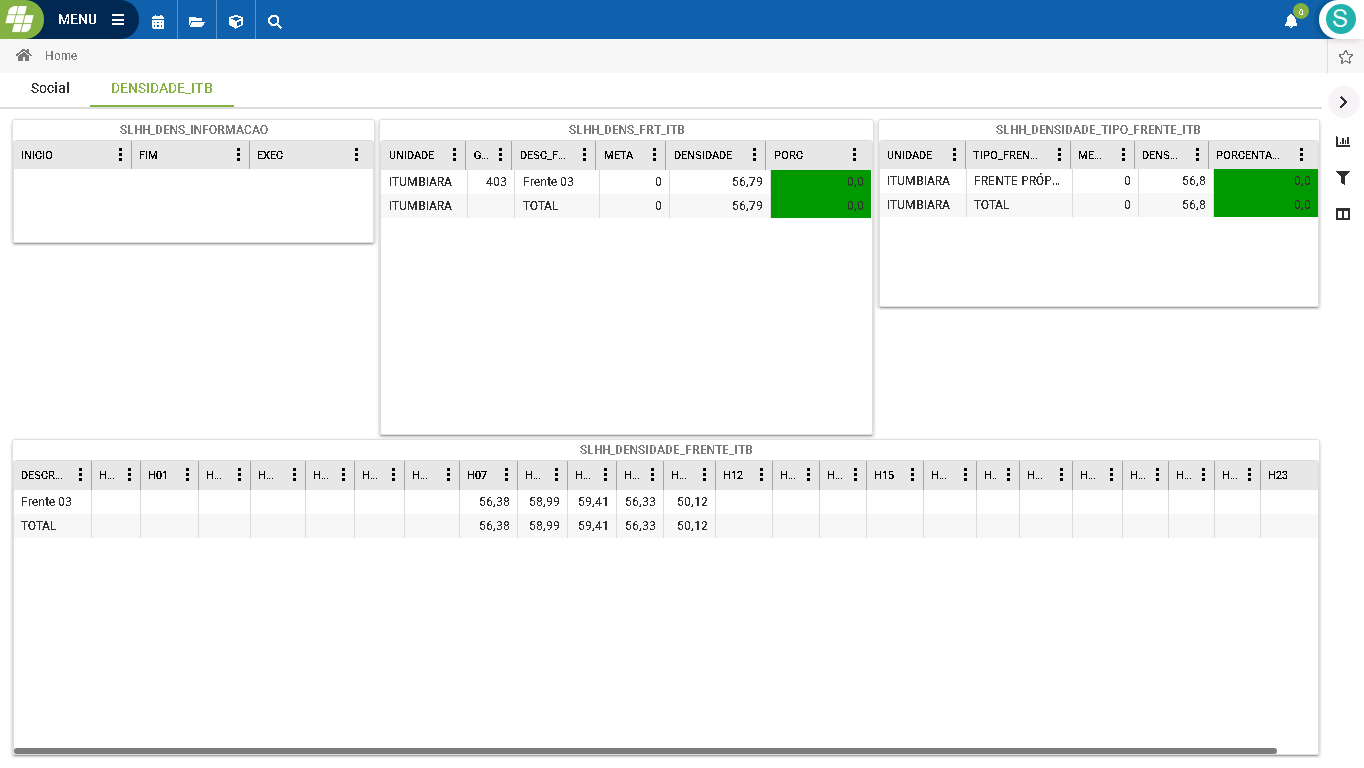 MENU
0
S
Home
Social DENSIDADE_ITB
SLHH_DENS_INFORMACAO
INICIO FIM EXEC
SLHH_DENS_FRT_ITB
UNIDADE G... DESC_F... META DENSIDADE PORC
ITUMBIARA 403 Frente 03 0 56,79 0,0
ITUMBIARA TOTAL 0 56,79 0,0
SLHH_DENSIDADE_TIPO_FRENTE_ITB
UNIDADE TIPO_FREN... ME... DENS... PORCENTA...
ITUMBIARA FRENTE PRÓP... 0 56,8 0,0
ITUMBIARA TOTAL 0 56,8 0,0
SLHH_DENSIDADE_FRENTE_ITB
DESCR... H... H01 H... H... H... H... H... H07 H... H... H... H... H12 H... H... H15 H... H.. H... H... H... H... H... H23
Frente 03 56,38 58,99 59,41 56,33 50,12
TOTAL 56,38 58,99 59,41 56,33 50,12